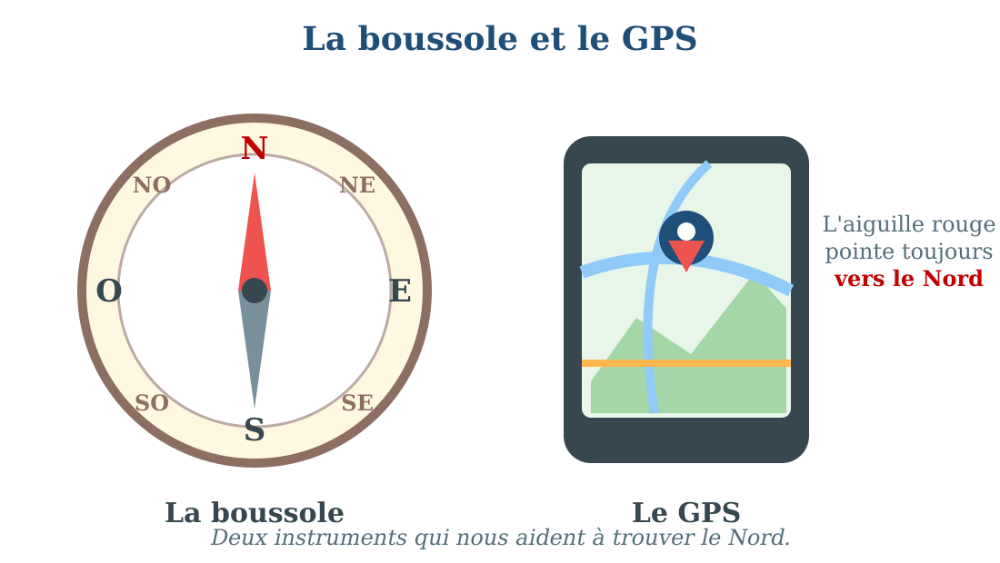 La boussole et le GPS
N
NO
NE
O
E
SO
SE
S
L'aiguille rouge
pointe toujours
vers le Nord
La boussole
Le GPS
Deux instruments qui nous aident à trouver le Nord.